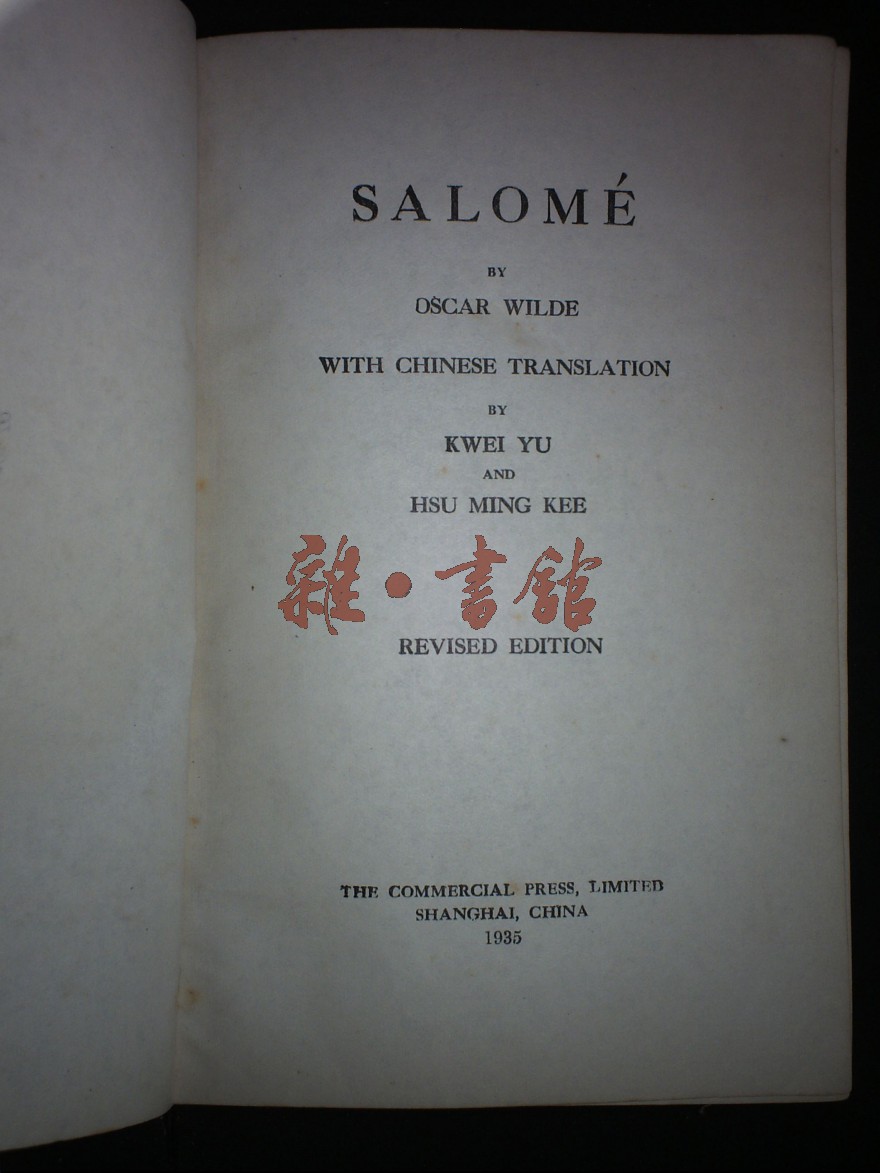 SALOMÉ
BY
OSCAR WILDE
WITH CHINESE TRANSLATION
BY
KWEI YU
AND
HSU MING KEE
雜·書館
REVISED EDITION
THE COMMERCIAL PRESS, LIMITED
SHANGHAI, CHINA
1935